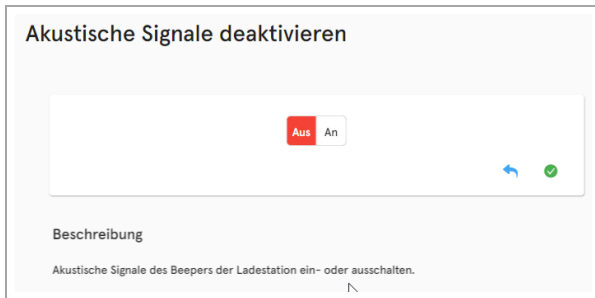 Akustische Signale deaktivieren
Aus An
Beschreibung
Akustische Signale des Beepers der Ladestation ein- oder ausschalten.